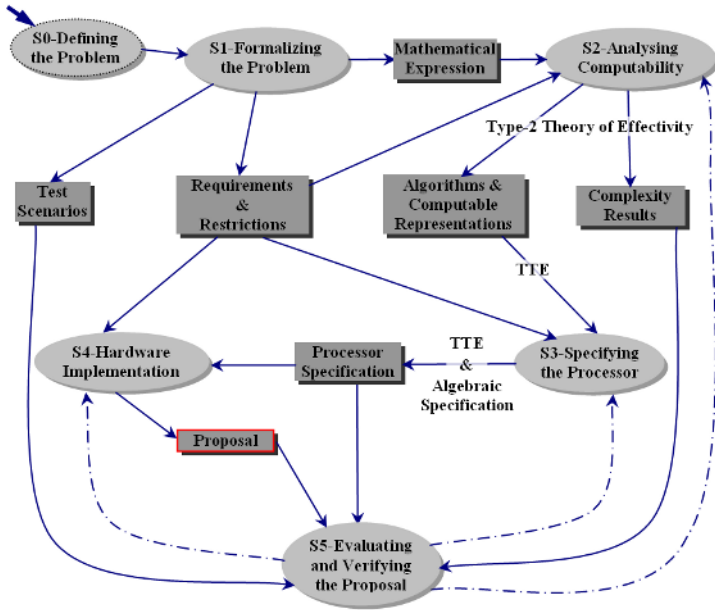 S0-Defining
the Problem
S1-Formalizing
the Problem
Mathematical
Expression
S2-Analysing
Computability
Type-2 Theory of Effectivity
Test
Scenarios
Requirements
&
Restrictions
Algorithms &
Computable
Representations
Complexity
Results
TTE
S4-Hardware
Implementation
Processor
Specification
TTE
&
Algebraic
Specification
S3-Specifying
the Processor
Proposal
S5-Evaluating
and Verifying
the Proposal